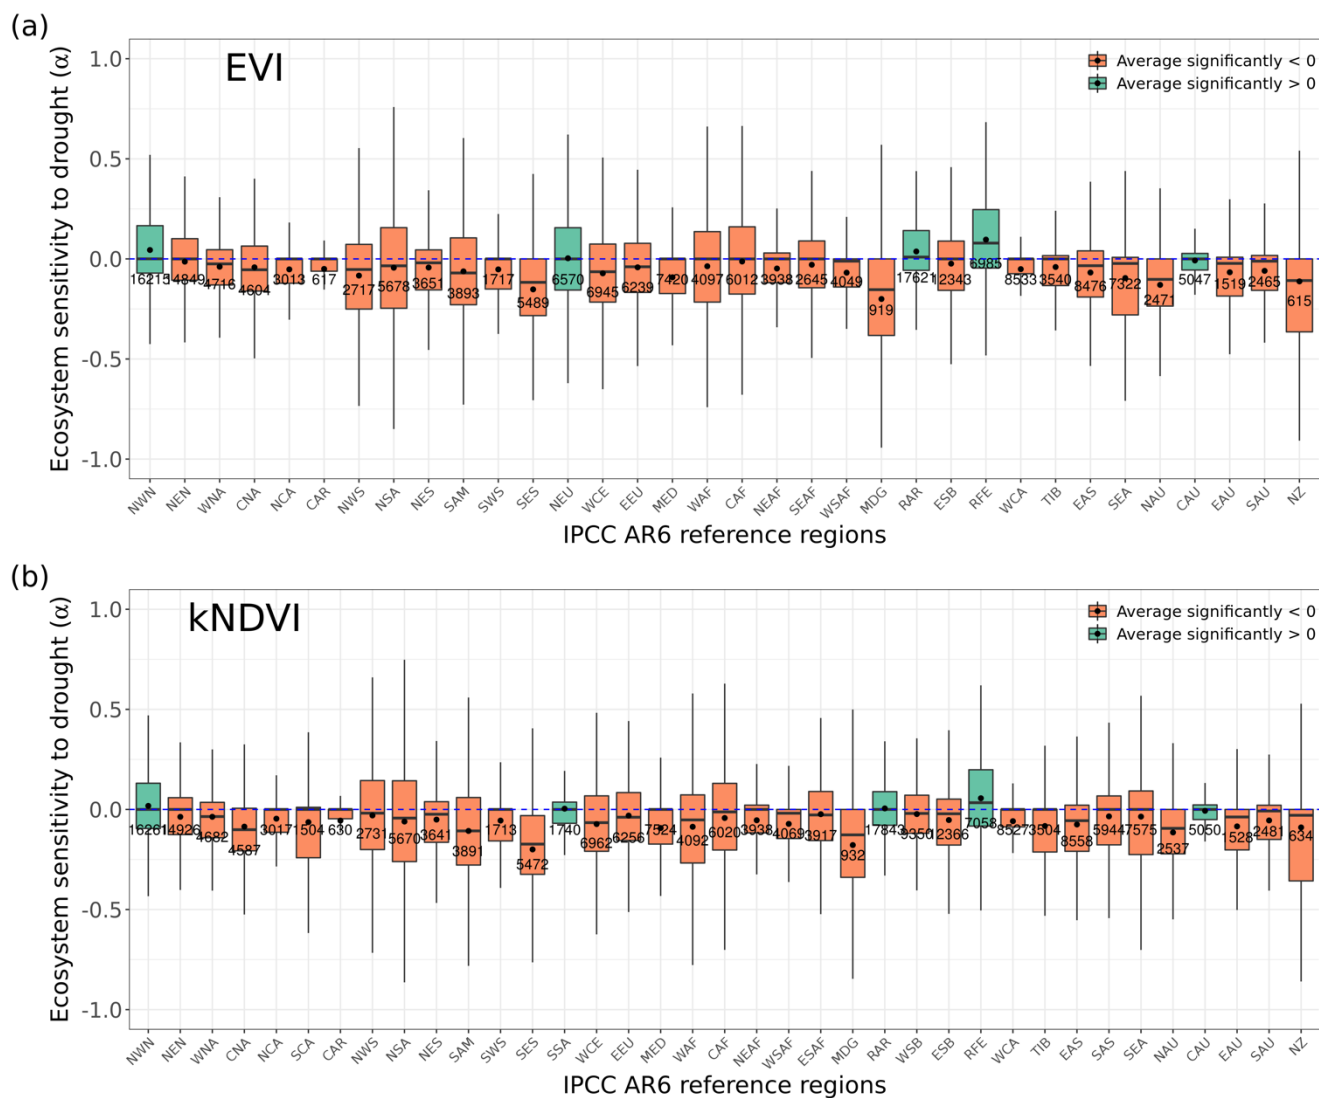 (a)
EVI
Average significantly < 0
Average significantly > 0
Ecosystem sensitivity to drought (α)
1.0
0.5
0.0
-0.5
-1.0
16215 14849 4716 4604 3013 617 2717 5678 3651 3893 1717 5489 6570 6945 6239 7420 4097 6012 3938 2645 4049 919 17621 12343 6985 8533 3540 8476 7322 2471 5047 1519 2465 615
NWN NEN WNA CNA NCA CAR NWS NSA NES SAM SWS SES NEU WCE EEU MED WAF CAF NEAF SEAF WSAF MDG RAR ESB RFE WCA TIB EAS SEA NAU CAU EAU SAU NZ
IPCC AR6 reference regions
(b)
kNDVI
Average significantly < 0
Average significantly > 0
Ecosystem sensitivity to drought (α)
1.0
0.5
0.0
-0.5
-1.0
16261 14926 4682 4587 3017 1504 630 2731 5670 3641 3891 1713 5472 1740 6962 6256 7524 4092 6020 3938 4069 3917 932 17843 9350 12366 7058 8527 3504 8558 5944 7575 2537 5050 1528 2481 634
NWN NEN WNA CNA NCA SCA CAR NWS NSA NES SAM SWS SES SSA WCE EEU MED WAF CAF NEAF WSAF ESAF MDG RAR WSB ESB RFE WCA TIB EAS SAS SEA NAU CAU EAU SAU NZ
IPCC AR6 reference regions